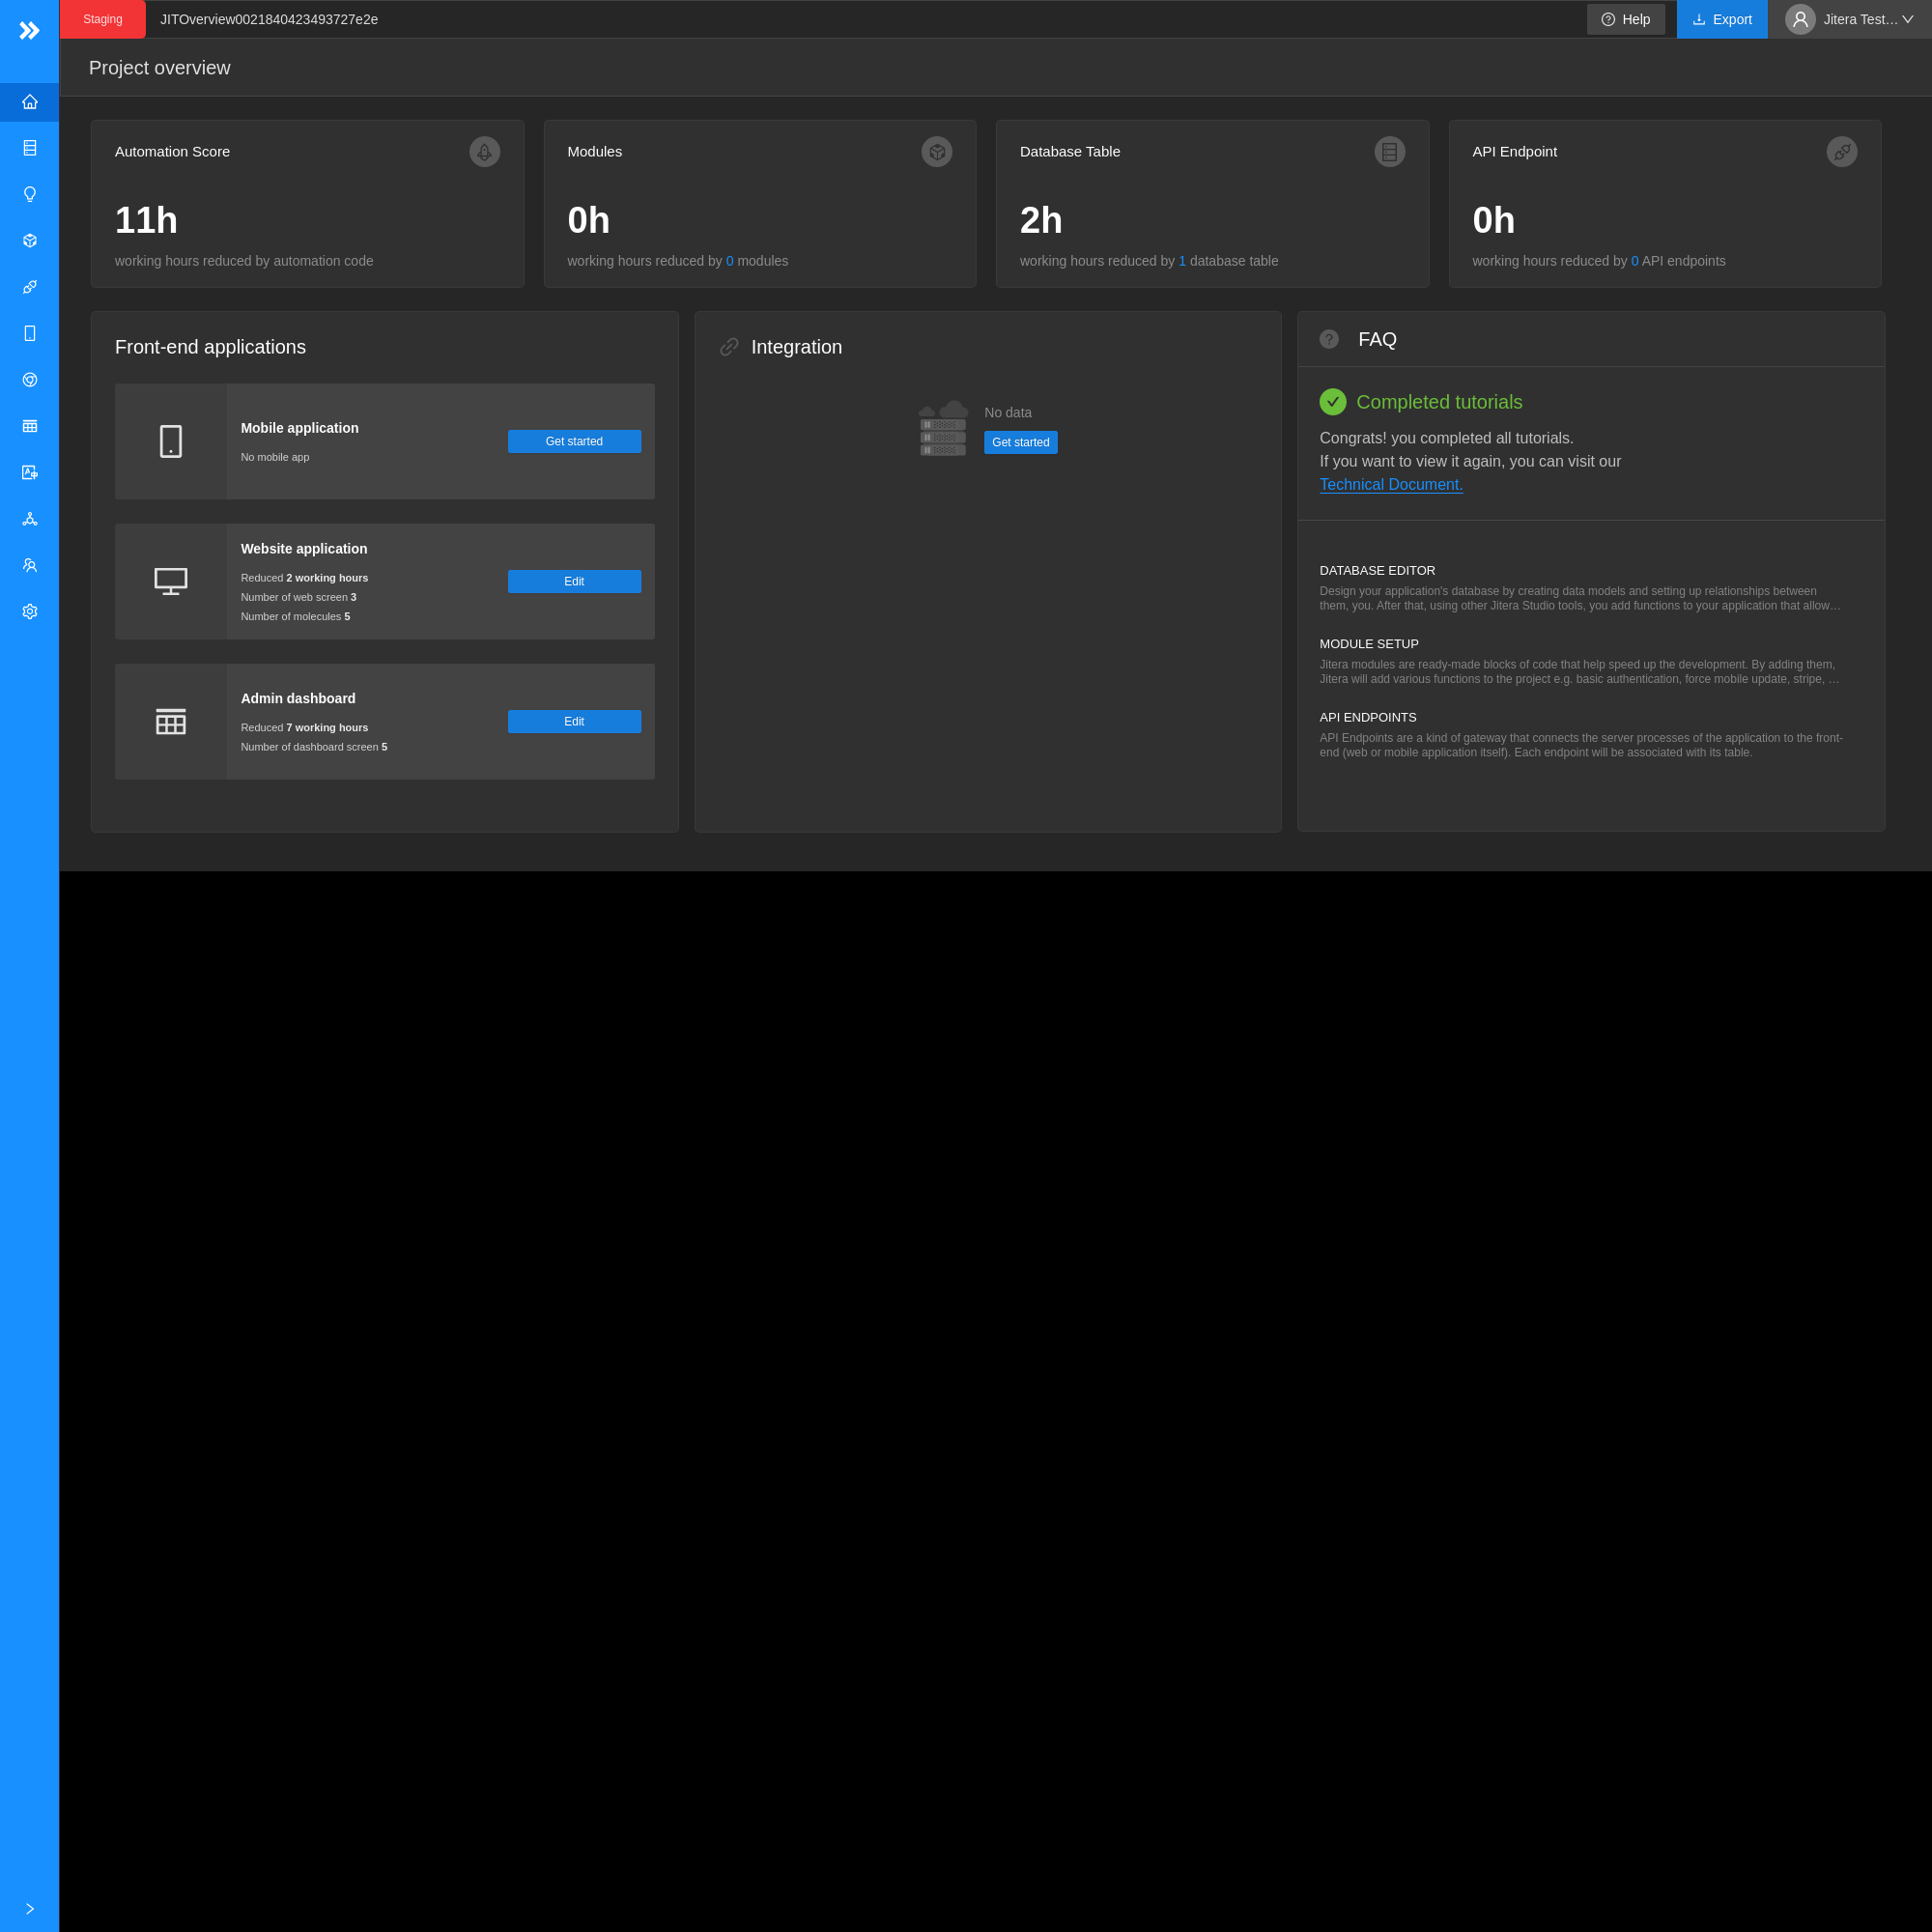 Staging
JITOverview0021840423493727e2e
Help
Export
Jitera Test…
Project overview
Automation Score
11h
working hours reduced by automation code
Modules
0h
working hours reduced by 0 modules
Database Table
2h
working hours reduced by 1 database table
API Endpoint
0h
working hours reduced by 0 API endpoints
Front-end applications
Mobile application
No mobile app
Get started
Website application
Reduced 2 working hours
Number of web screen 3
Number of molecules 5
Edit
Admin dashboard
Reduced 7 working hours
Number of dashboard screen 5
Edit
Integration
No data
Get started
FAQ
Completed tutorials
Congrats! you completed all tutorials.
If you want to view it again, you can visit our
Technical Document.
DATABASE EDITOR
Design your application's database by creating data models and setting up relationships between
them, you. After that, using other Jitera Studio tools, you add functions to your application that allow…
MODULE SETUP
Jitera modules are ready-made blocks of code that help speed up the development. By adding them,
Jitera will add various functions to the project e.g. basic authentication, force mobile update, stripe, …
API ENDPOINTS
API Endpoints are a kind of gateway that connects the server processes of the application to the front-
end (web or mobile application itself). Each endpoint will be associated with its table.